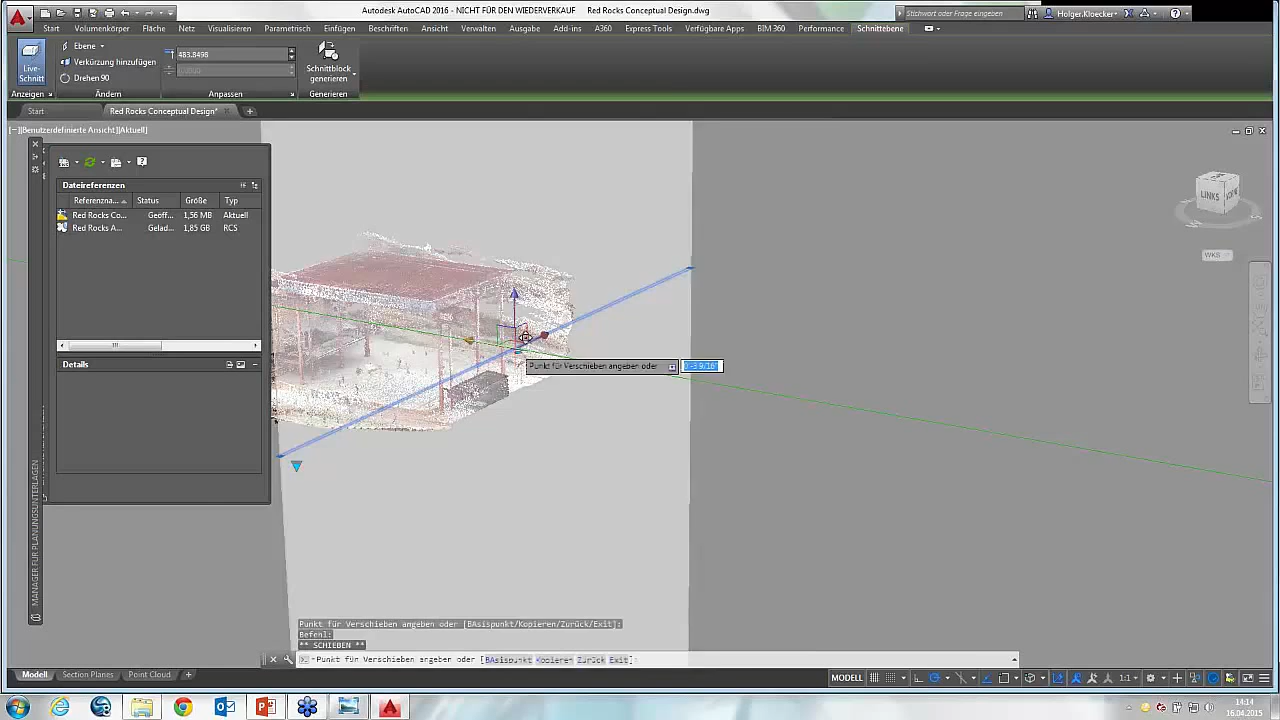 Autodesk AutoCAD 2016 - NICHT FÜR DEN WIEDERVERKAUF Red Rocks Conceptual Design.dwg
Stichwort oder Frage eingeben
Holger.Kloecker
Start Volumenkörper Fläche Netz Visualisieren Parametrisch Einfügen Beschriften Ansicht Verwalten Ausgabe Add-ins A360 Express Tools Verfügbare Apps BIM 360 Performance Schnittebene
Live-
Schnitt
Ebene
Verkürzung hinzufügen
Drehen 90
483.8498
Schnittblock
generieren
Anzeigen Ändern Anpassen Generieren
Start Red Rocks Conceptual Design*
[−][Benutzerdefinierte Ansicht][Aktuell]
Dateireferenzen
Referenzna... Status Größe Typ
Red Rocks Co... Geoff... 1,56 MB Aktuell
Red Rocks A... Gelad... 1,85 GB RCS
Details
MANAGER FÜR PLANUNGSUNTERLAGEN
LINKS
WKS
Punkt für Verschieben angeben oder
Punkt für Verschieben angeben oder [BAsispunkt/Kopieren/Zurück/Exit]:
Befehl:
** SCHIEBEN **
Punkt für Verschieben angeben oder [BAsispunkt Kopieren Zurück Exit]:
Modell Section Planes Point Cloud
MODELL
1:1
14:14
16.04.2015